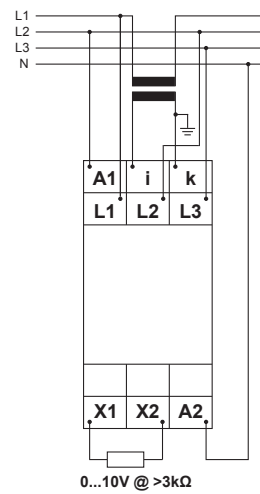 L1
L2
L3
N
A1 i k
L1 L2 L3
X1 X2 A2
0...10V @ >3kΩ